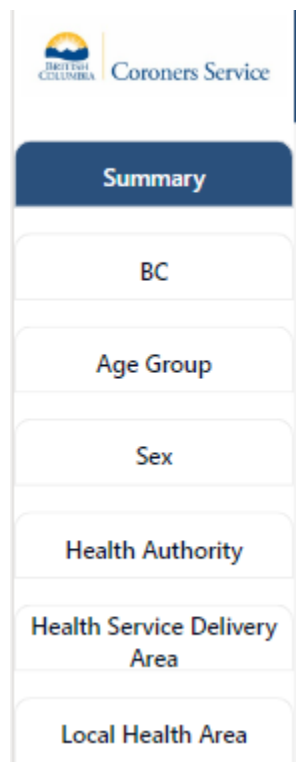 BRITISH
COLUMBIA
Coroners Service
Summary
BC
Age Group
Sex
Health Authority
Health Service Delivery
Area
Local Health Area